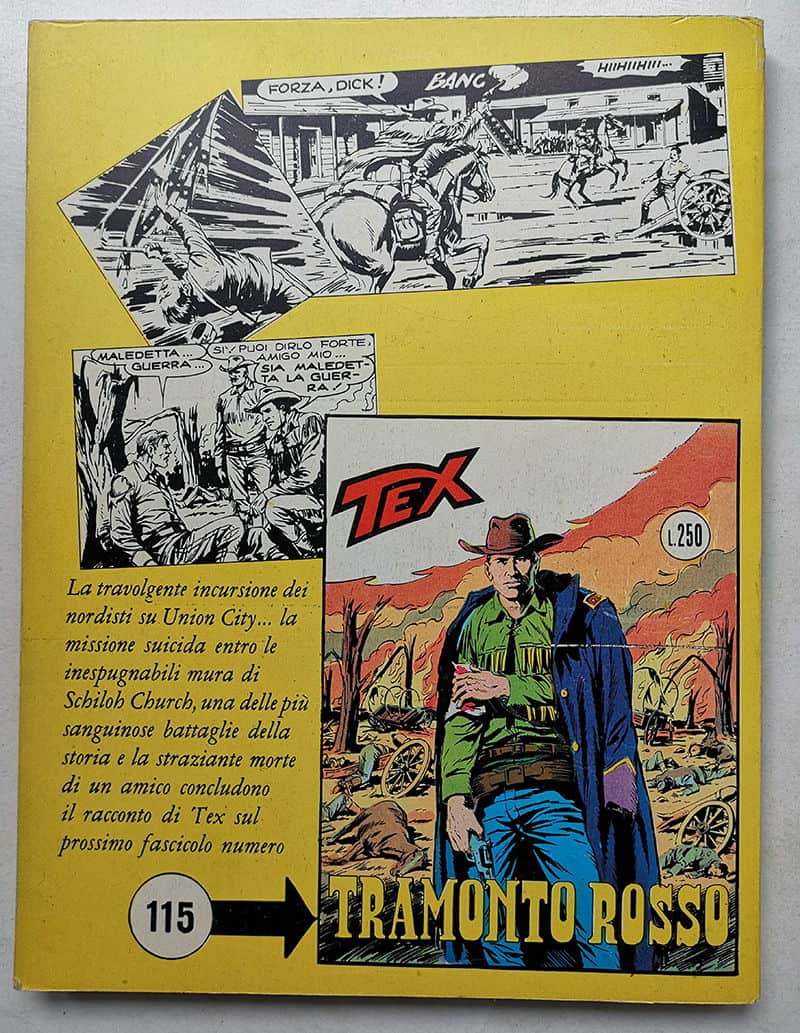 FORZA, DICK!
BANG
HIIHIIHIII...
MALEDETTA...
GUERRA...
SI! PUOI DIRLO FORTE,
AMIGO MIO...
SIA MALEDET-
TA LA GUER-
RA!
TEX
L.250
La travolgente incursione dei
nordisti su Union City... la
missione suicida entro le
inespugnabili mura di
Schiloh Church, una delle più
sanguinose battaglie della
storia e la straziante morte
di un amico concludono
il racconto di Tex sul
prossimo fascicolo numero
115
TRAMONTO ROSSO